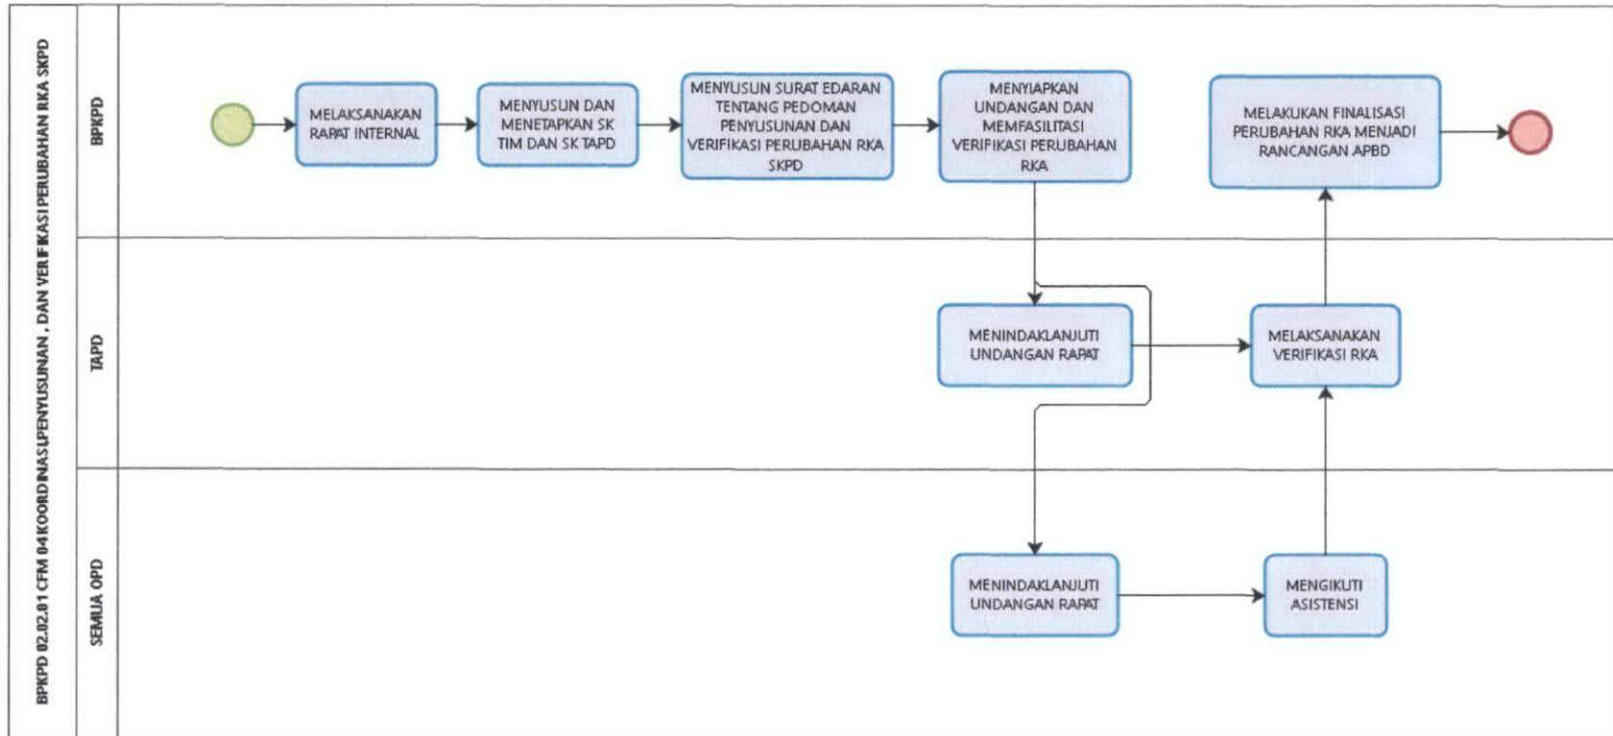 BPKPD 02.02.01 CFM 04 KOORDINASI,PENYUSUNAN, DAN VERIFIKASI PERUBAHAN RKA SKPD
BPKPD
MELAKSANAKAN
RAPAT INTERNAL
MENYUSUN DAN
MENETAPKAN SK
TIM DAN SK TAPD
MENYUSUN SURAT EDARAN
TENTANG PEDOMAN
PENYUSUNAN DAN
VERIFIKASI PERUBAHAN RKA
SKPD
MENYIAPKAN
UNDANGAN DAN
MEMFASILITASI
VERIFIKASI PERUBAHAN
RKA
MELAKUKAN FINALISASI
PERUBAHAN RKA MENJADI
RANCANGAN APBD
TAPD
MENINDAKLANJUTI
UNDANGAN RAPAT
MELAKSANAKAN
VERIFIKASI RKA
SEMUA OPD
MENINDAKLANJUTI
UNDANGAN RAPAT
MENGIKUTI
ASISTENSI